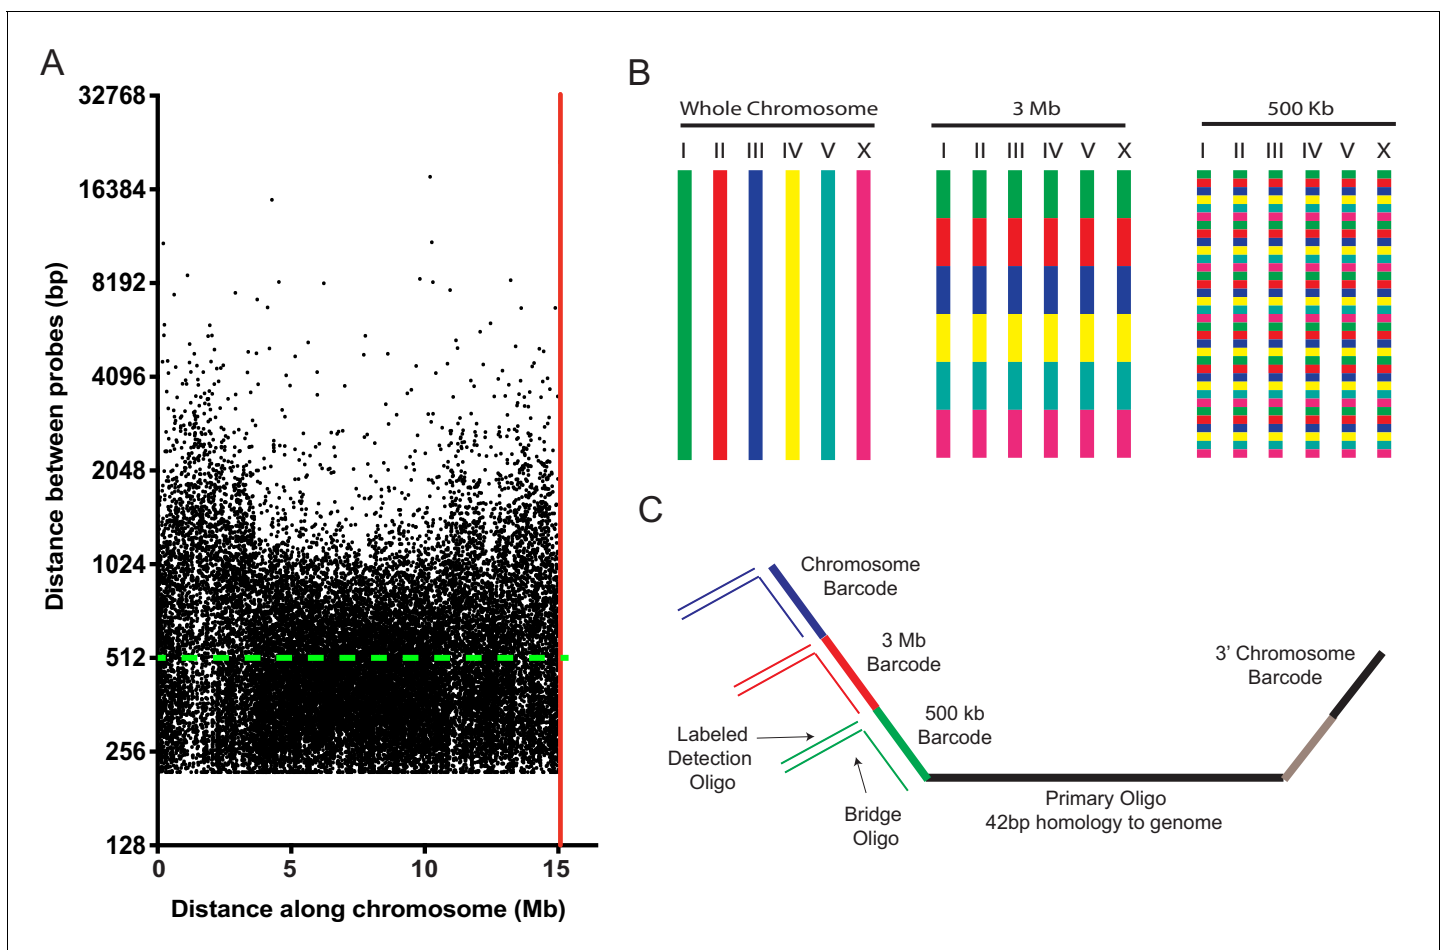 A
32768
16384
8192
4096
2048
1024
512
256
128
0
5
10
15
Distance between probes (bp)
Distance along chromosome (Mb)
B
Whole Chromosome
I II III IV V X
3 Mb
I II III IV V X
500 Kb
I II III IV V X
C
Chromosome
Barcode
3 Mb
Barcode
500 kb
Barcode
Labeled
Detection
Oligo
Bridge
Oligo
3’ Chromosome
Barcode
Primary Oligo
42bp homology to genome